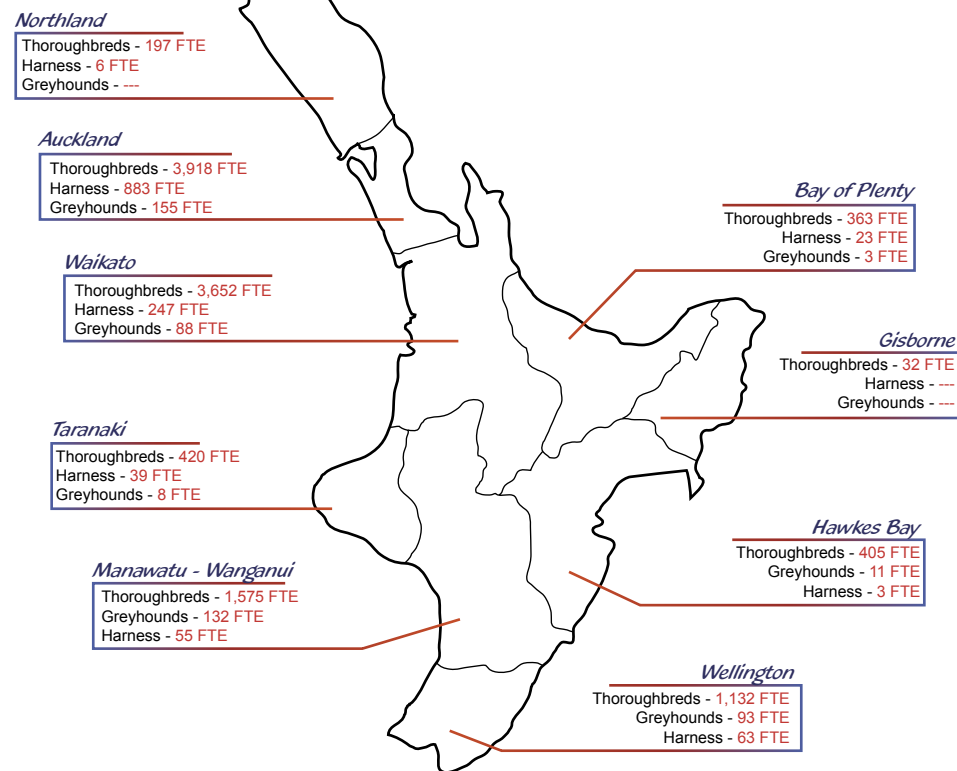 Northland
Thoroughbreds - 197 FTE
Harness - 6 FTE
Greyhounds - ---
Auckland
Thoroughbreds - 3,918 FTE
Harness - 883 FTE
Greyhounds - 155 FTE
Waikato
Thoroughbreds - 3,652 FTE
Harness - 247 FTE
Greyhounds - 88 FTE
Taranaki
Thoroughbreds - 420 FTE
Harness - 39 FTE
Greyhounds - 8 FTE
Manawatu - Wanganui
Thoroughbreds - 1,575 FTE
Greyhounds - 132 FTE
Harness - 55 FTE
Bay of Plenty
Thoroughbreds - 363 FTE
Harness - 23 FTE
Greyhounds - 3 FTE
Gisborne
Thoroughbreds - 32 FTE
Harness - ---
Greyhounds - ---
Hawkes Bay
Thoroughbreds - 405 FTE
Greyhounds - 11 FTE
Harness - 3 FTE
Wellington
Thoroughbreds - 1,132 FTE
Greyhounds - 93 FTE
Harness - 63 FTE